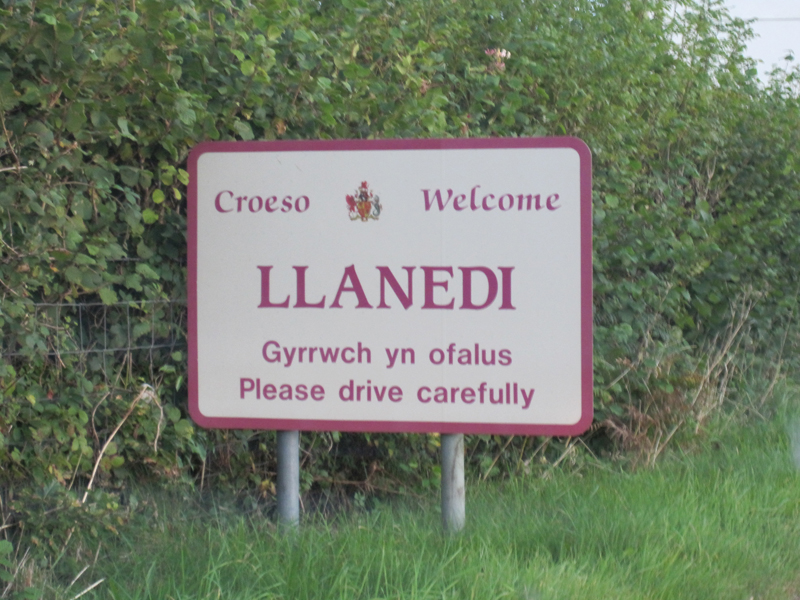 Croeso Welcome
LLANEDI
Gyrrwch yn ofalus
Please drive carefully